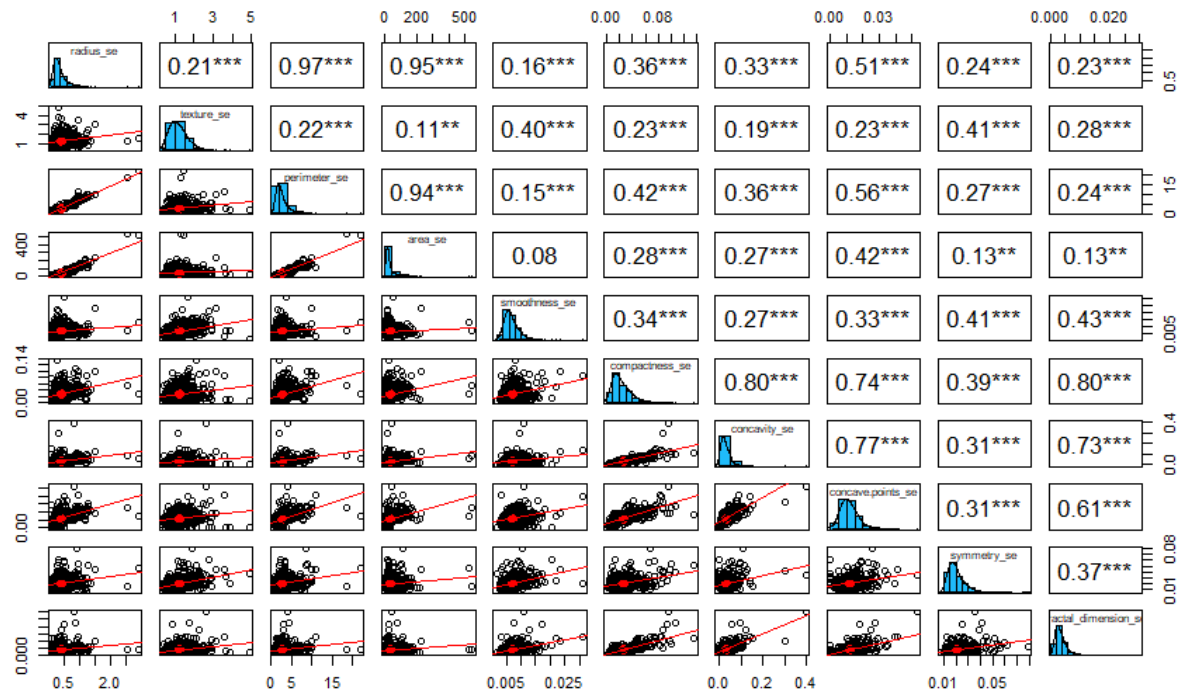 1 3 5 0 200 500 0.00 0.08 0.00 0.03 0.000 0.020
radius_se 0.21*** 0.97*** 0.95*** 0.16*** 0.36*** 0.33*** 0.51*** 0.24*** 0.23*** 0.5
4 1 texture_se 0.22*** 0.11** 0.40*** 0.23*** 0.19*** 0.23*** 0.41*** 0.28***
perimeter_se 0.94*** 0.15*** 0.42*** 0.36*** 0.56*** 0.27*** 0.24*** 15 0
400 0 area_se 0.08 0.28*** 0.27*** 0.42*** 0.13** 0.13**
smoothness_se 0.34*** 0.27*** 0.33*** 0.41*** 0.43*** 0.005
0.14 0.00 compactness_se 0.80*** 0.74*** 0.39*** 0.80***
concavity_se 0.77*** 0.31*** 0.73*** 0.4 0.0
0.00 concave.points_se 0.31*** 0.61***
symmetry_se 0.37*** 0.08 0.01
0.000 ractal_dimension_s
0.5 2.0 0 5 15 0.005 0.025 0.0 0.2 0.4 0.01 0.05